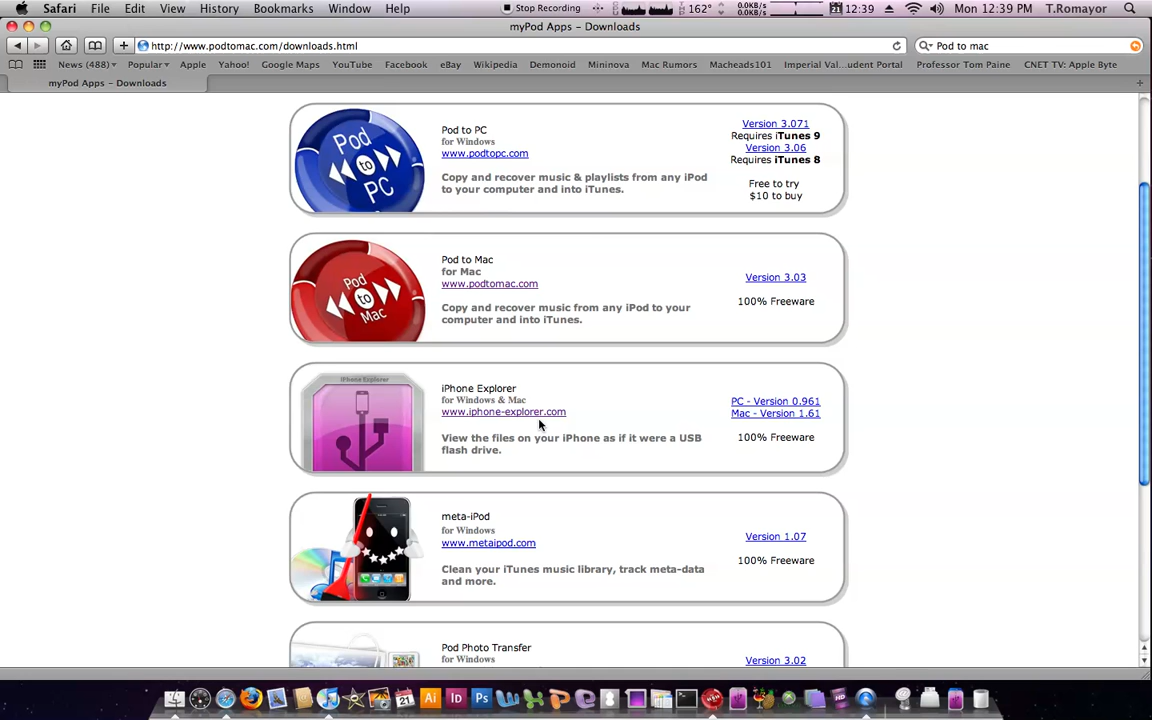 Safari File Edit View History Bookmarks Window Help Stop Recording 162° 0.0KB/s 0.0KB/s 21 12:39 Mon 12:39 PM T.Romayor
myPod Apps – Downloads
http://www.podtomac.com/downloads.html Pod to mac
News (488) Popular Apple Yahoo! Google Maps YouTube Facebook eBay Wikipedia Demonoid Mininova Mac Rumors Macheads101 Imperial Val...udent Portal Professor Tom Paine CNET TV: Apple Byte
myPod Apps – Downloads
Pod to PC
Pod to PC
for Windows
www.podtopc.com
Copy and recover music & playlists from any iPod
to your computer and into iTunes.
Version 3.071
Requires iTunes 9
Version 3.06
Requires iTunes 8
Free to try
$10 to buy
Pod to Mac
Pod to Mac
for Mac
www.podtomac.com
Copy and recover music from any iPod to your
computer and into iTunes.
Version 3.03
100% Freeware
iPhone Explorer
iPhone Explorer
for Windows & Mac
www.iphone-explorer.com
View the files on your iPhone as if it were a USB
flash drive.
PC - Version 0.961
Mac - Version 1.61
100% Freeware
meta-iPod
for Windows
www.metaipod.com
Clean your iTunes music library, track meta-data
and more.
Version 1.07
100% Freeware
Pod Photo Transfer
for Windows
Version 3.02
21 Ai Id Ps HD